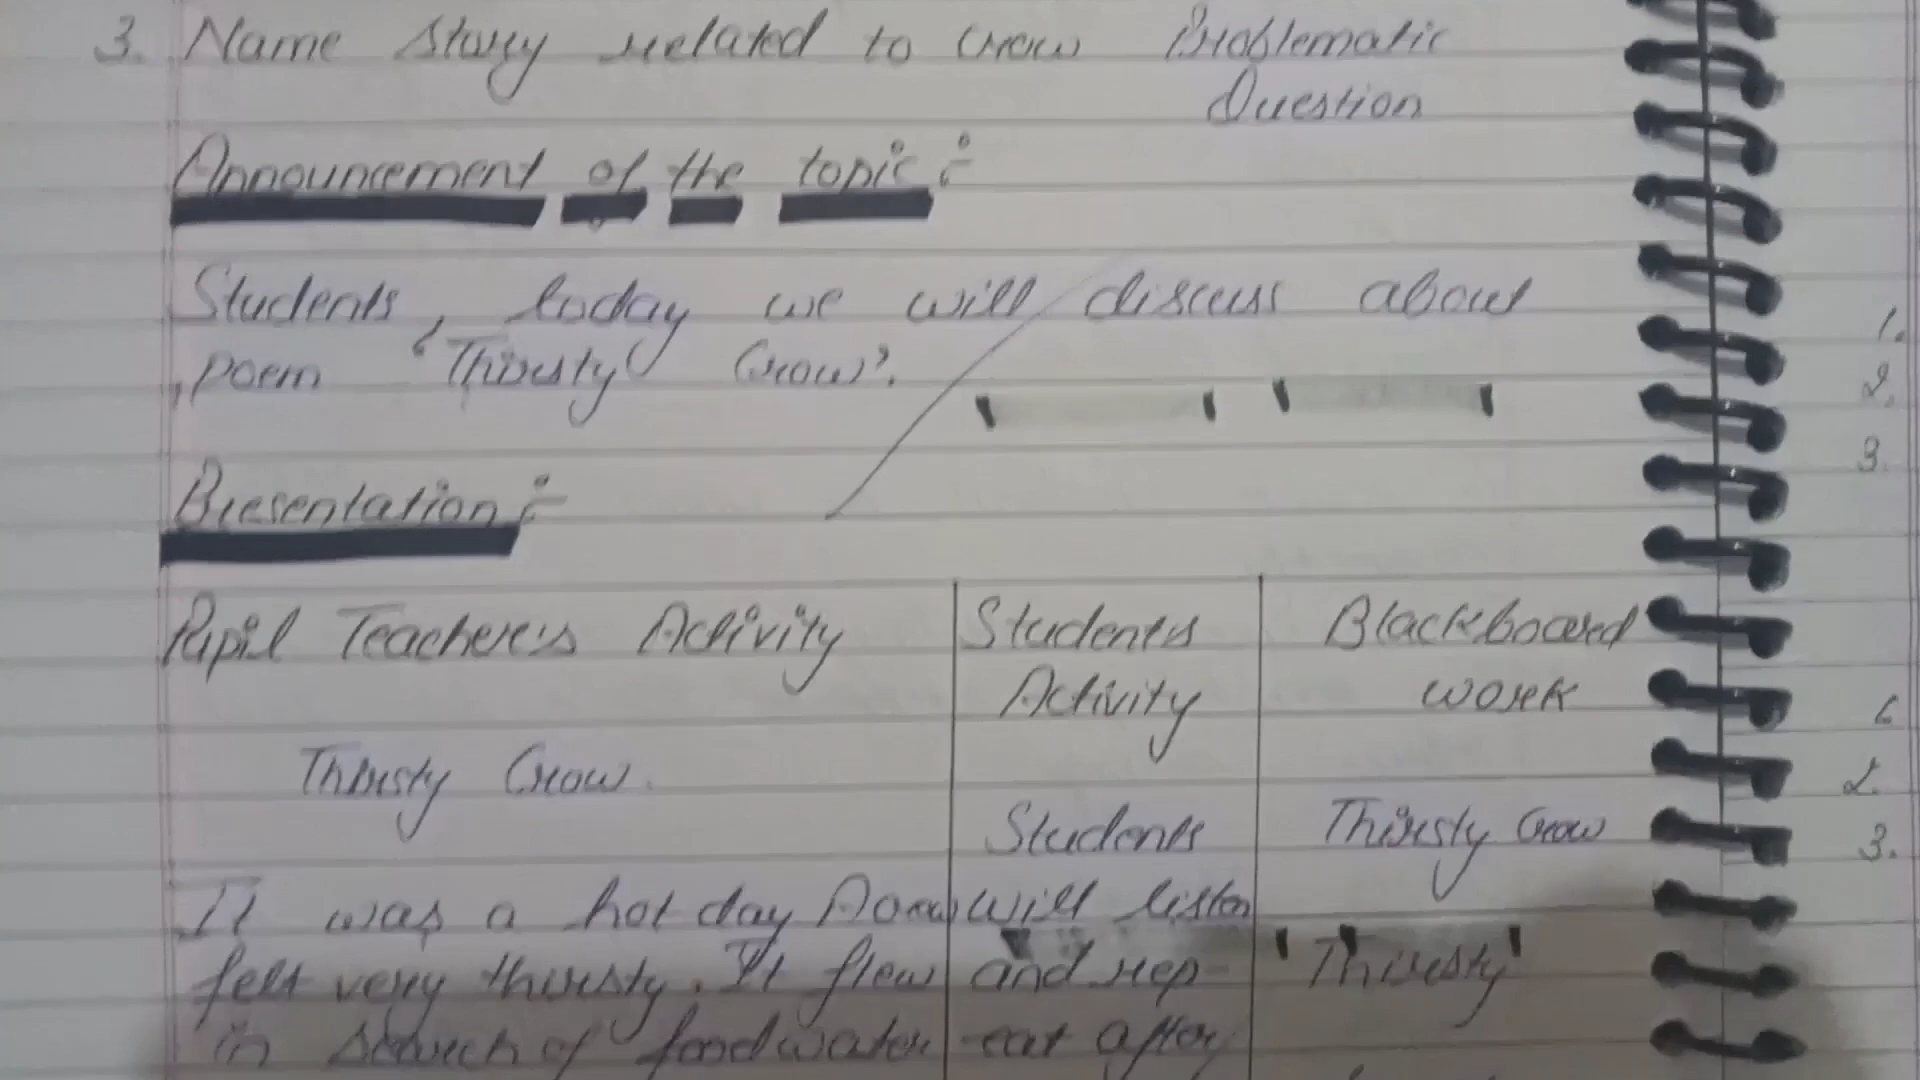 3. Name story related to crow Problematic
Question
Announcement of the topic :-
Students, today we will discuss about
poem 'Thirsty Crow'.
Presentation :-
Pupil Teacher's Activity
Students
Activity
Blackboard
work
Thirsty Crow.
It was a hot day A crow
felt very thirsty. It flew
in search of food water
Students
will listen
and rep-
eat after
Thirsty Crow
'Thirsty'
1.
2.
3.
2.
3.